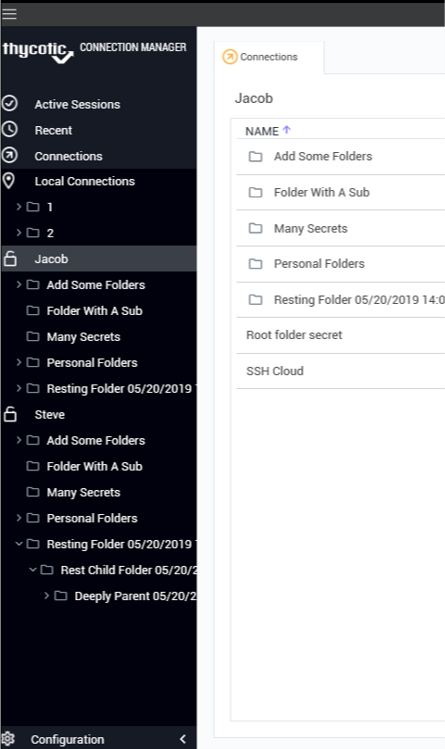 thycotic CONNECTION MANAGER
Active Sessions
Recent
Connections
Local Connections
1
2
Jacob
Add Some Folders
Folder With A Sub
Many Secrets
Personal Folders
Resting Folder 05/20/2019
Steve
Add Some Folders
Folder With A Sub
Many Secrets
Personal Folders
Resting Folder 05/20/2019
Rest Child Folder 05/20/2
Deeply Parent 05/20/2
Configuration
Connections
Jacob
NAME
Add Some Folders
Folder With A Sub
Many Secrets
Personal Folders
Resting Folder 05/20/2019 14:0
Root folder secret
SSH Cloud